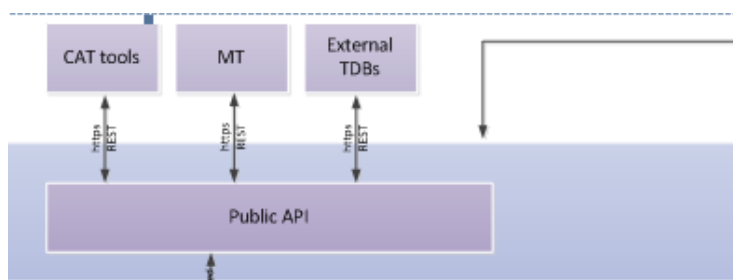 CAT tools
MT
External
TDBs
https
REST
https
REST
https
REST
Public API